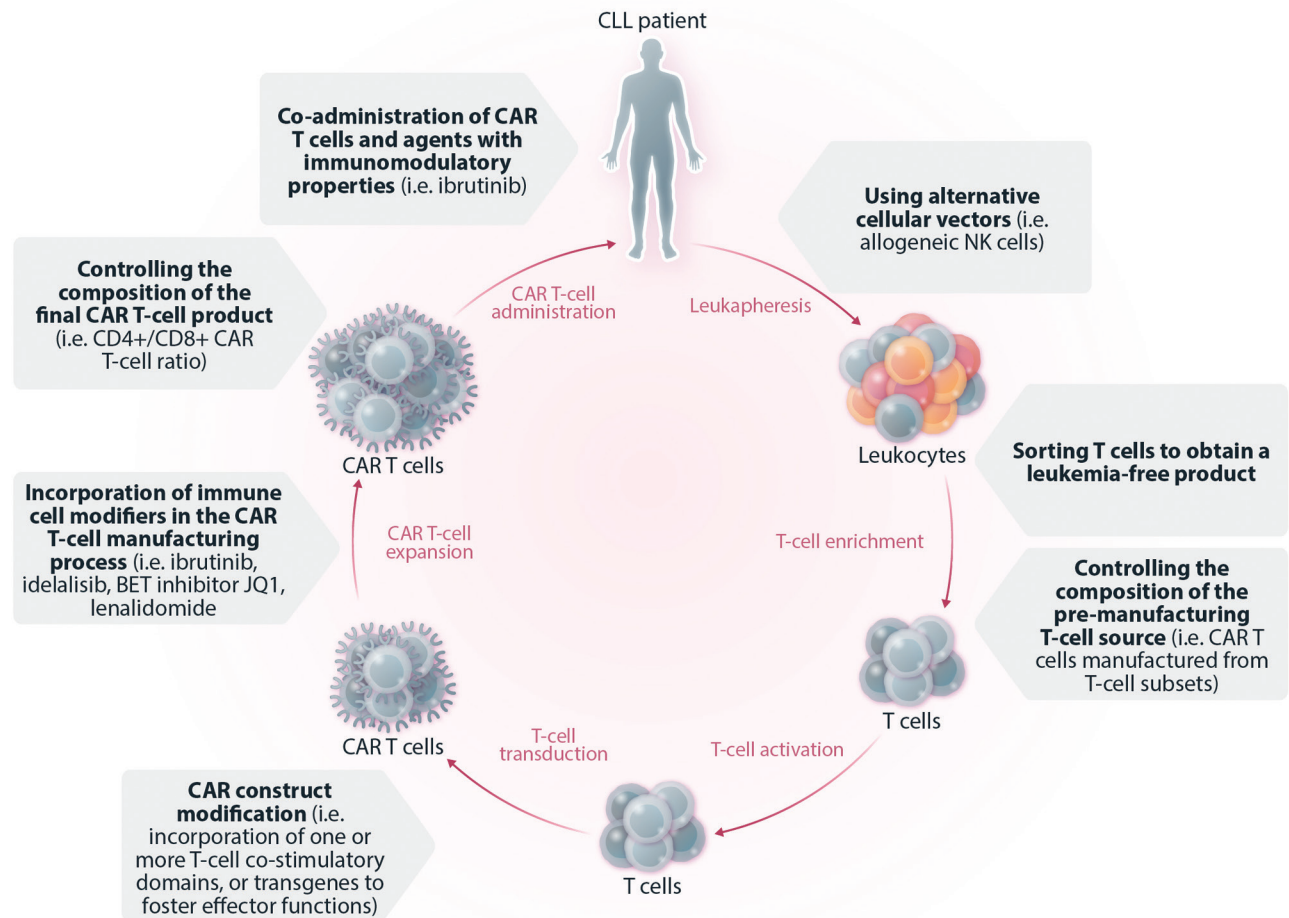 CLL patient
Co-administration of CAR
T cells and agents with
immunomodulatory
properties (i.e. ibrutinib)
Using alternative
cellular vectors (i.e.
allogeneic NK cells)
Controlling the
composition of the
final CAR T-cell product
(i.e. CD4+/CD8+ CAR
T-cell ratio)
CAR T-cell
administration
Leukapheresis
CAR T cells
Leukocytes
Sorting T cells to obtain a
leukemia-free product
Incorporation of immune
cell modifiers in the CAR
T-cell manufacturing
process (i.e. ibrutinib,
idelalisib, BET inhibitor JQ1,
lenalidomide
CAR T-cell
expansion
T-cell enrichment
Controlling the
composition of the
pre-manufacturing
T-cell source (i.e. CAR T
cells manufactured from
T-cell subsets)
T cells
CAR T cells
T-cell
transduction
T-cell activation
CAR construct
modification (i.e.
incorporation of one or
more T-cell co-stimulatory
domains, or transgenes to
foster effector functions)
T cells